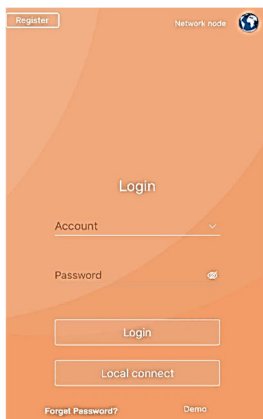 Register
Network node
Login
Account
Password
Login
Local connect
Forget Password?
Demo